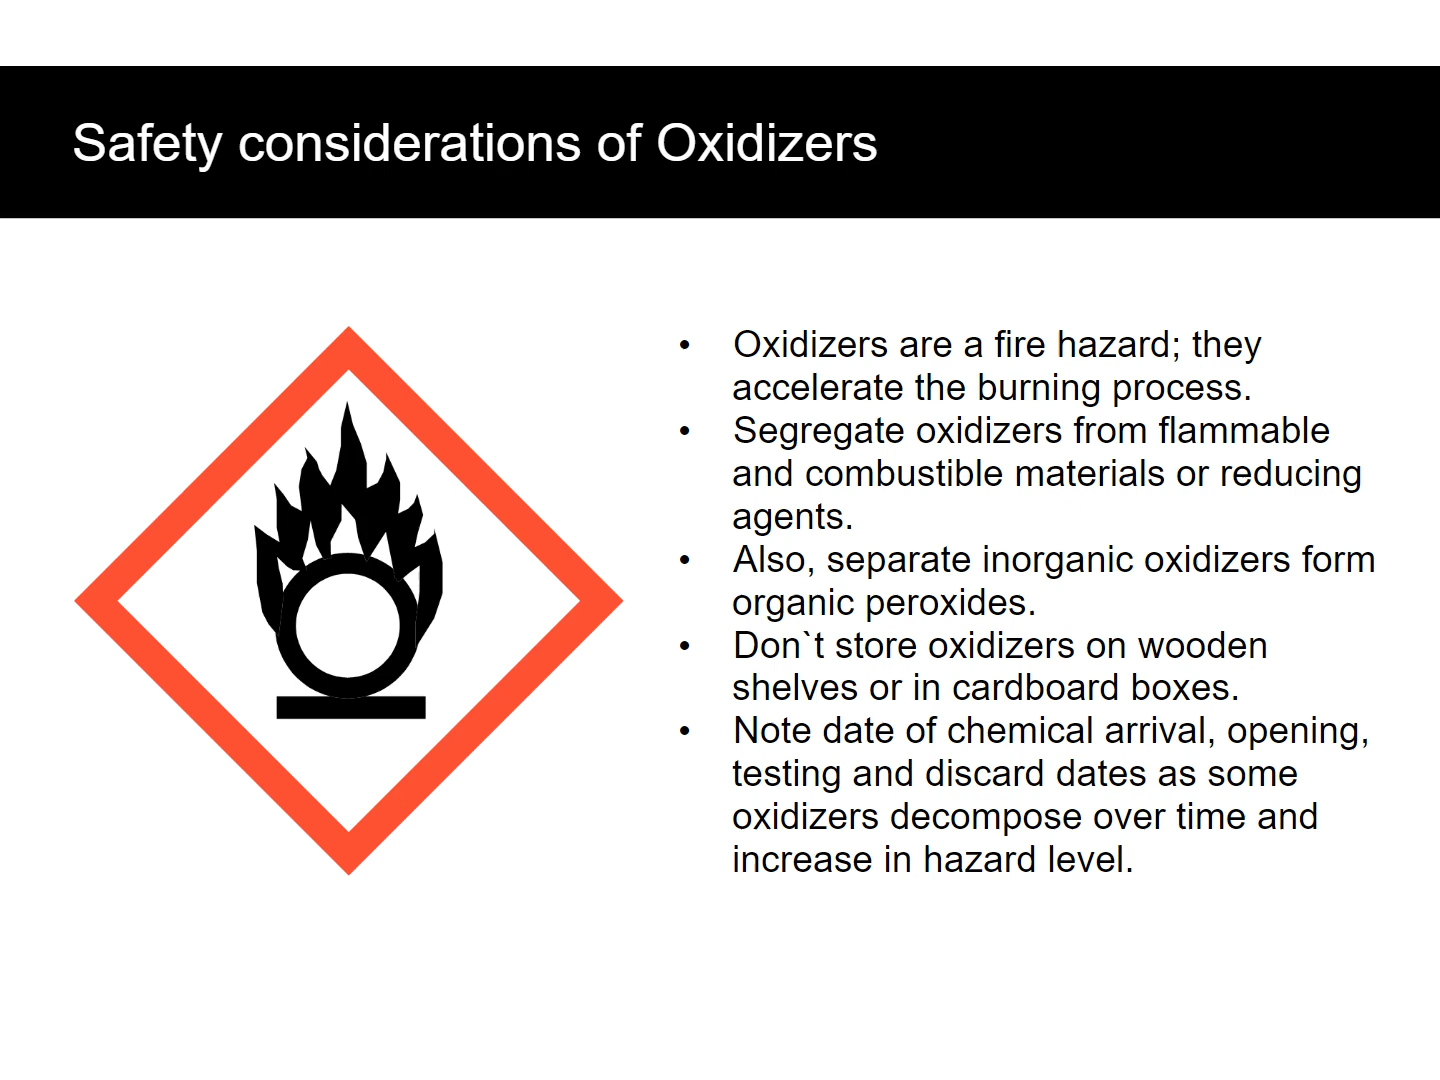 Safety considerations of Oxidizers
• Oxidizers are a fire hazard; they
accelerate the burning process.
• Segregate oxidizers from flammable
and combustible materials or reducing
agents.
• Also, separate inorganic oxidizers form
organic peroxides.
• Don`t store oxidizers on wooden
shelves or in cardboard boxes.
• Note date of chemical arrival, opening,
testing and discard dates as some
oxidizers decompose over time and
increase in hazard level.